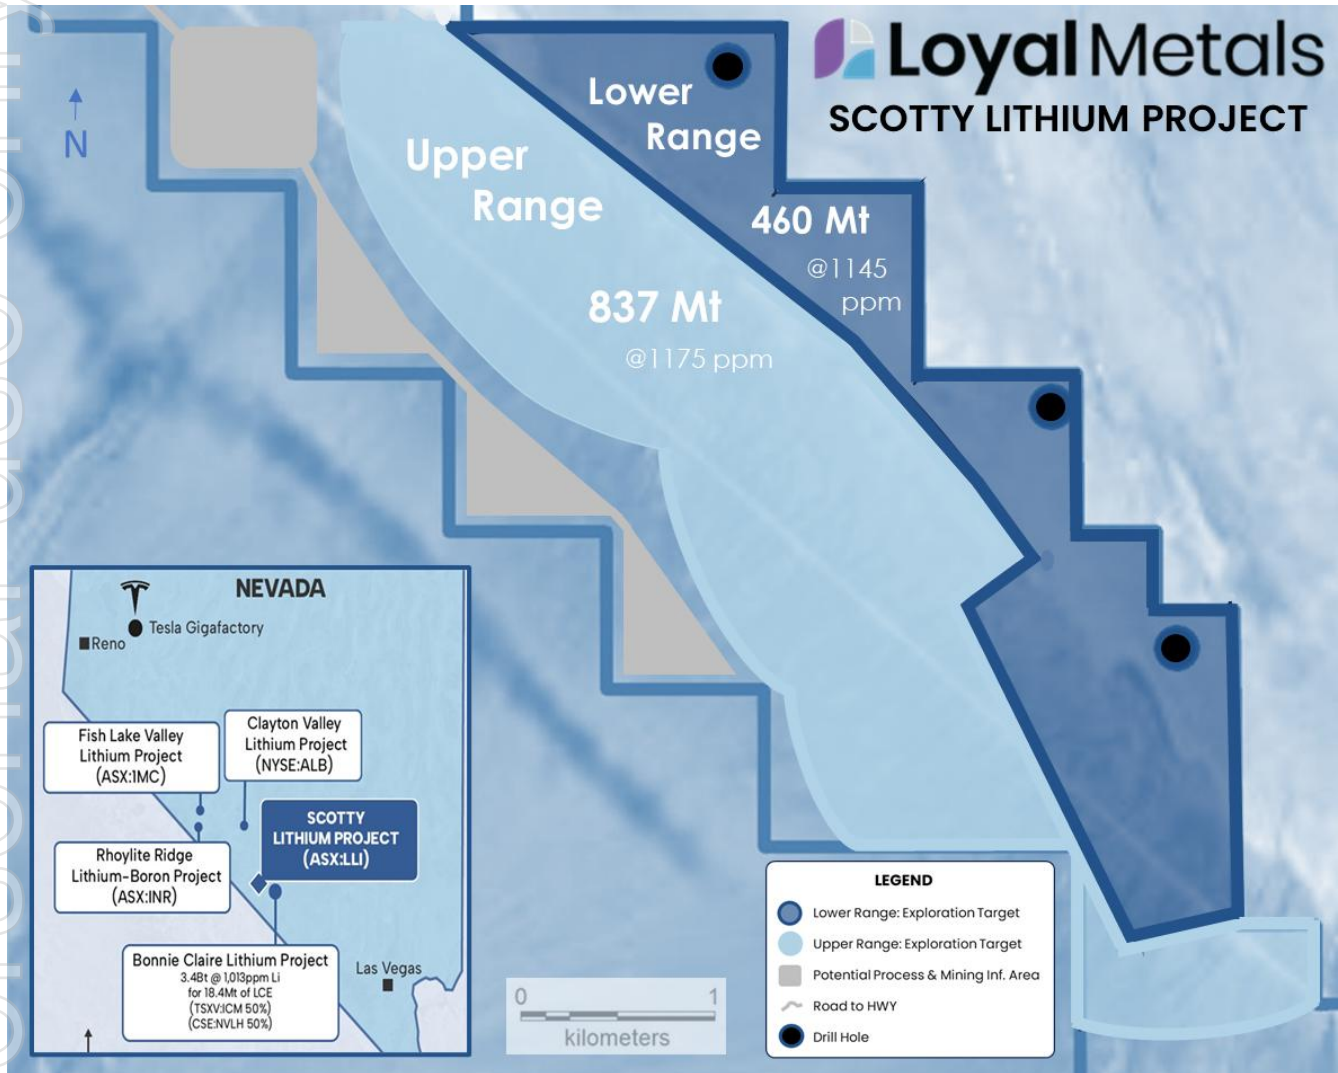 Loyal Metals
SCOTTY LITHIUM PROJECT
N
Lower
Range
Upper
Range
460 Mt
@1145
ppm
837 Mt
@1175 ppm
NEVADA
Tesla Gigafactory
Reno
Fish Lake Valley
Lithium Project
(ASX:1MC)
Clayton Valley
Lithium Project
(NYSE:ALB)
SCOTTY
LITHIUM PROJECT
(ASX:LLI)
Rhoylite Ridge
Lithium-Boron Project
(ASX:INR)
Bonnie Claire Lithium Project
3.4Bt @ 1,013ppm Li
for 18.4Mt of LCE
(TSXV:ICM 50%)
(CSE:NVLH 50%)
Las Vegas
0 1
kilometers
LEGEND
Lower Range: Exploration Target
Upper Range: Exploration Target
Potential Process & Mining Inf. Area
Road to HWY
Drill Hole